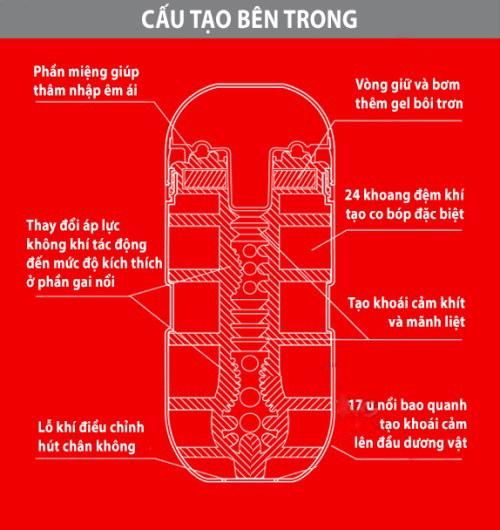 CẤU TẠO BÊN TRONG
Phần miệng giúp
thâm nhập êm ái
Vòng giữ và bơm
thêm gel bôi trơn
24 khoang đệm khí
tạo co bóp đặc biệt
Thay đổi áp lực
không khí tác động
đến mức độ kích thích
ở phần gai nổi
Tạo khoái cảm khít
và mãnh liệt
Lỗ khí điều chỉnh
hút chân không
17 u nổi bao quanh
tạo khoái cảm
lên đầu dương vật